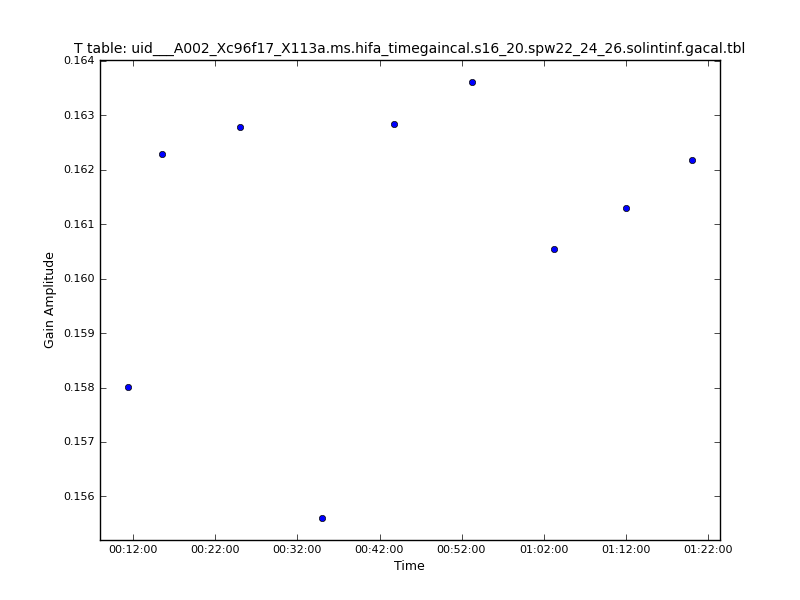 T table: uid___A002_Xc96f17_X113a.ms.hifa_timegaincal.s16_20.spw22_24_26.solintinf.gacal.tbl
0.164
0.163
0.162
0.161
0.160
0.159
0.158
0.157
0.156
Gain Amplitude
00:12:00 00:22:00 00:32:00 00:42:00 00:52:00 01:02:00 01:12:00 01:22:00
Time